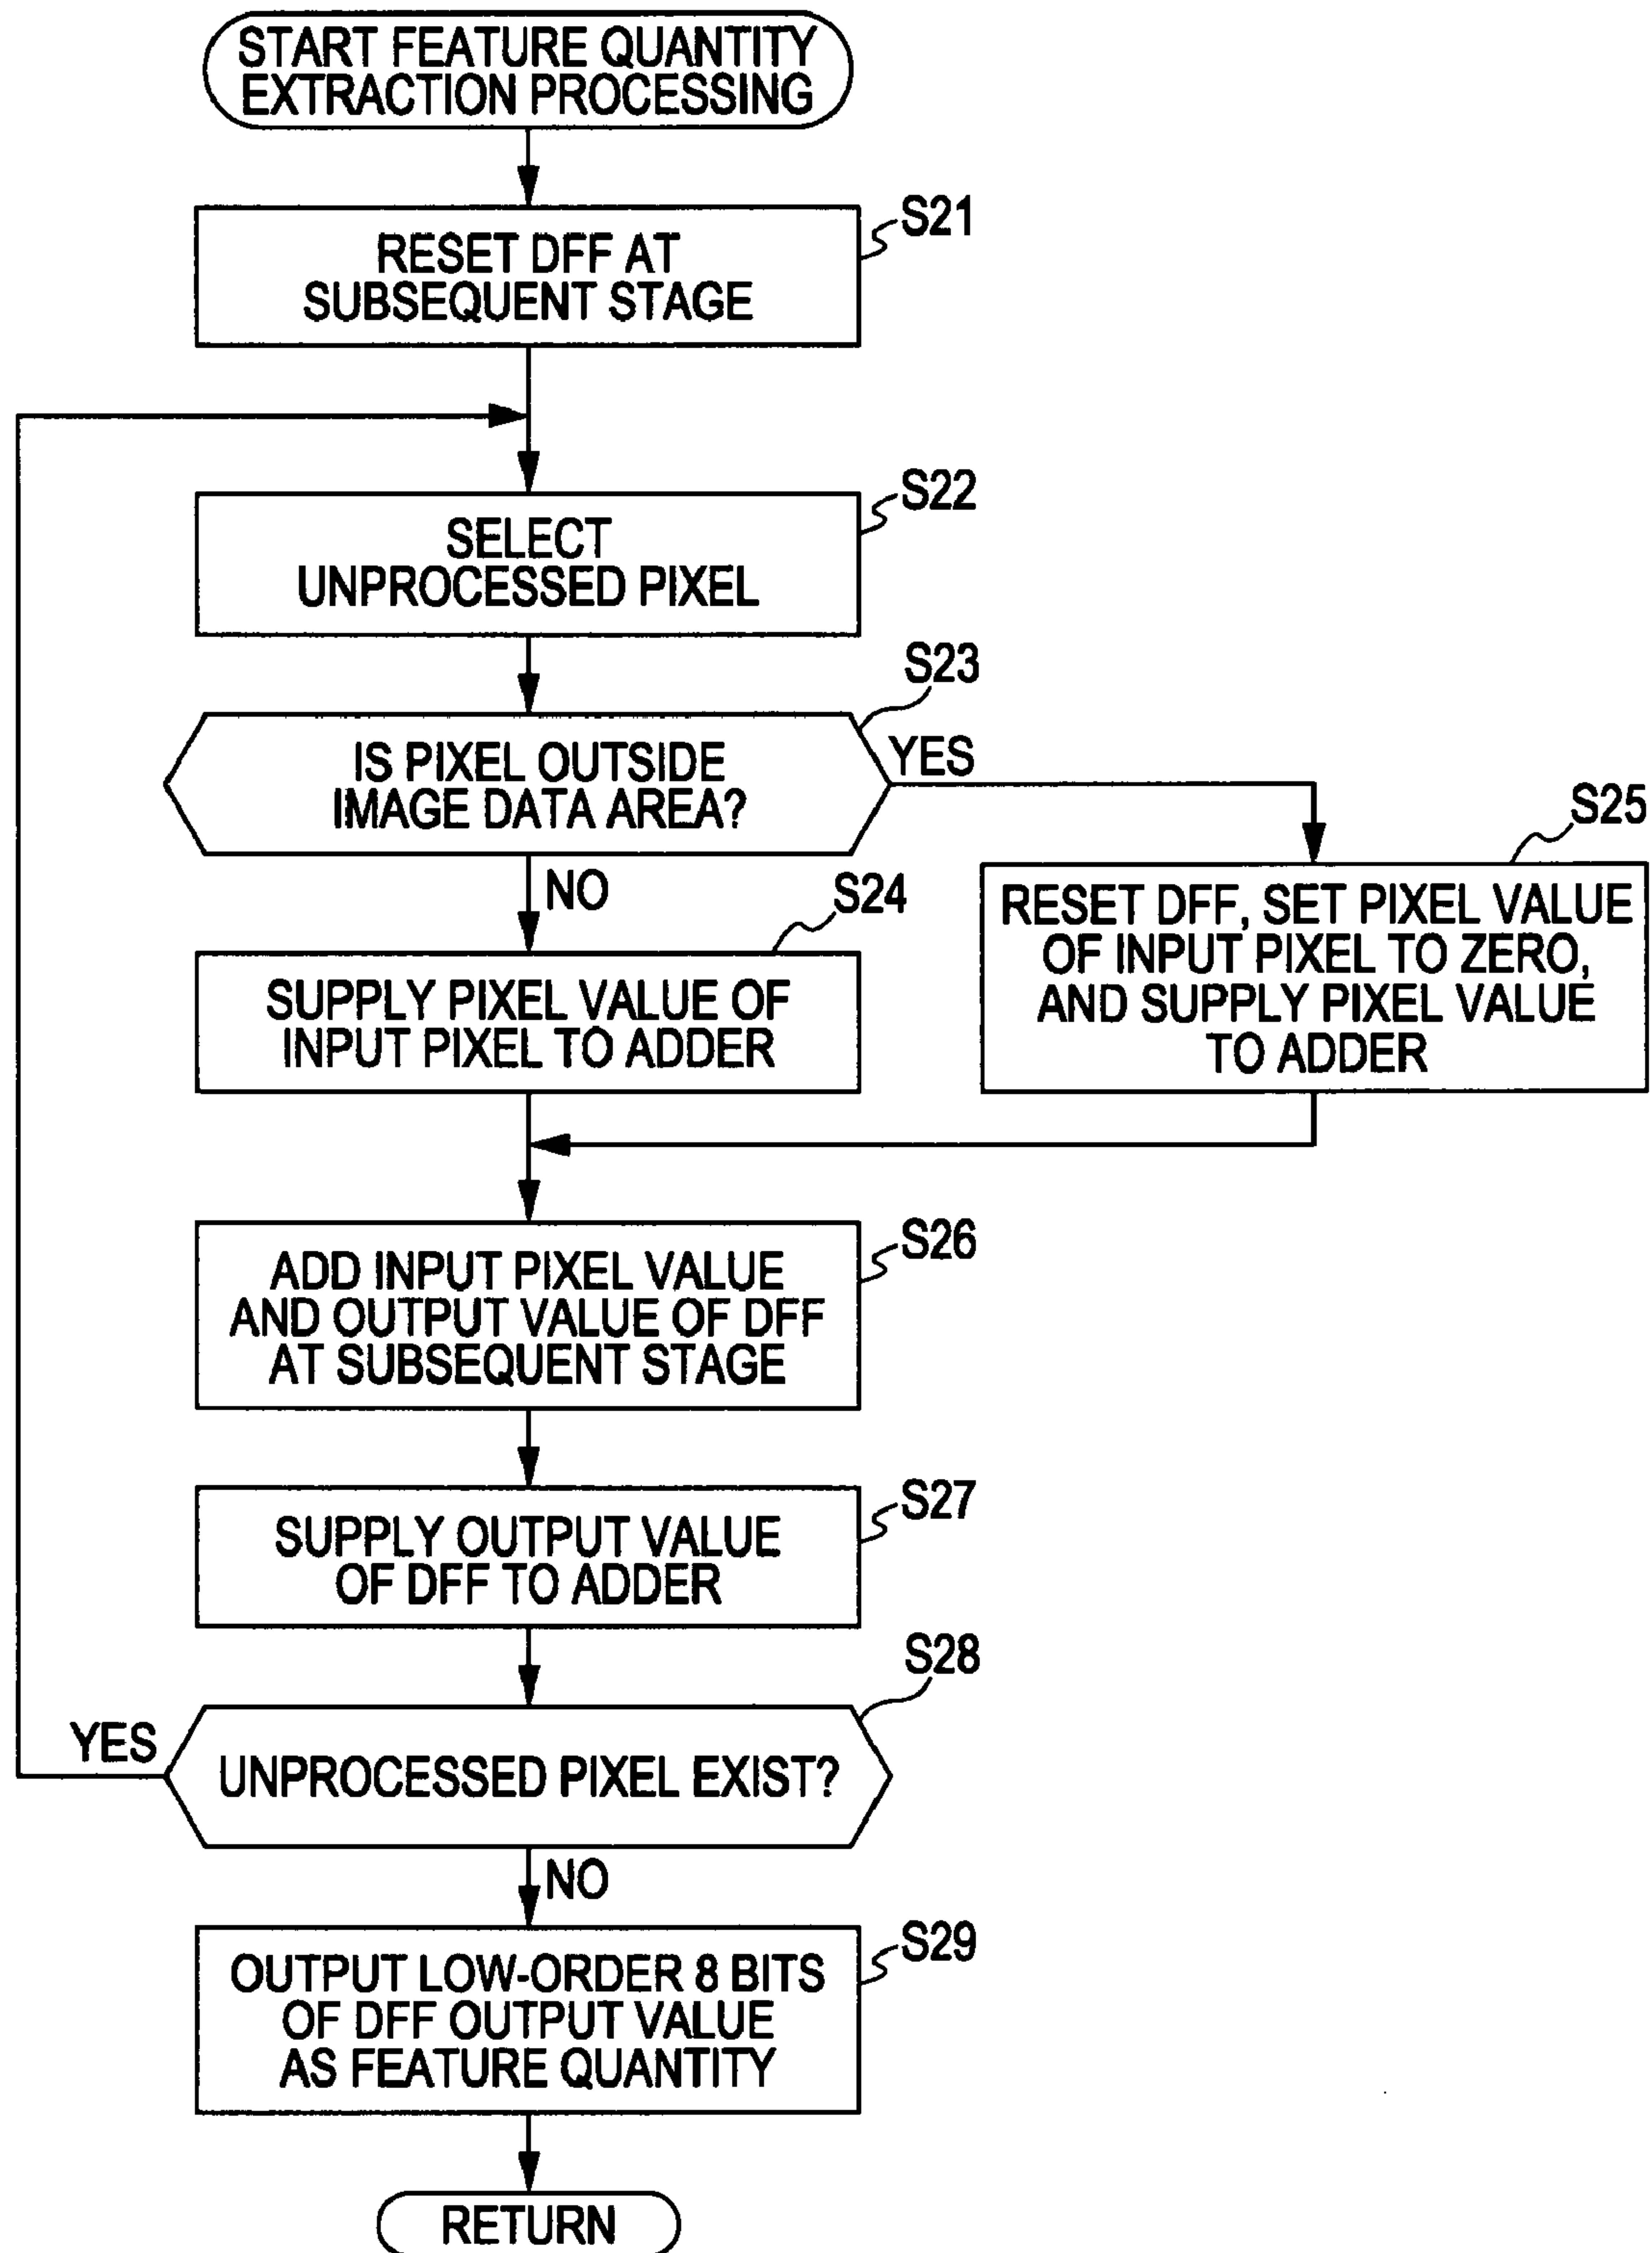 START FEATURE QUANTITY
EXTRACTION PROCESSING
S21
RESET DFF AT
SUBSEQUENT STAGE
S22
SELECT
UNPROCESSED PIXEL
S23
IS PIXEL OUTSIDE
IMAGE DATA AREA?
YES
NO
S24
SUPPLY PIXEL VALUE OF
INPUT PIXEL TO ADDER
S25
RESET DFF, SET PIXEL VALUE
OF INPUT PIXEL TO ZERO,
AND SUPPLY PIXEL VALUE
TO ADDER
S26
ADD INPUT PIXEL VALUE
AND OUTPUT VALUE OF DFF
AT SUBSEQUENT STAGE
S27
SUPPLY OUTPUT VALUE
OF DFF TO ADDER
S28
YES
UNPROCESSED PIXEL EXIST?
NO
S29
OUTPUT LOW-ORDER 8 BITS
OF DFF OUTPUT VALUE
AS FEATURE QUANTITY
RETURN